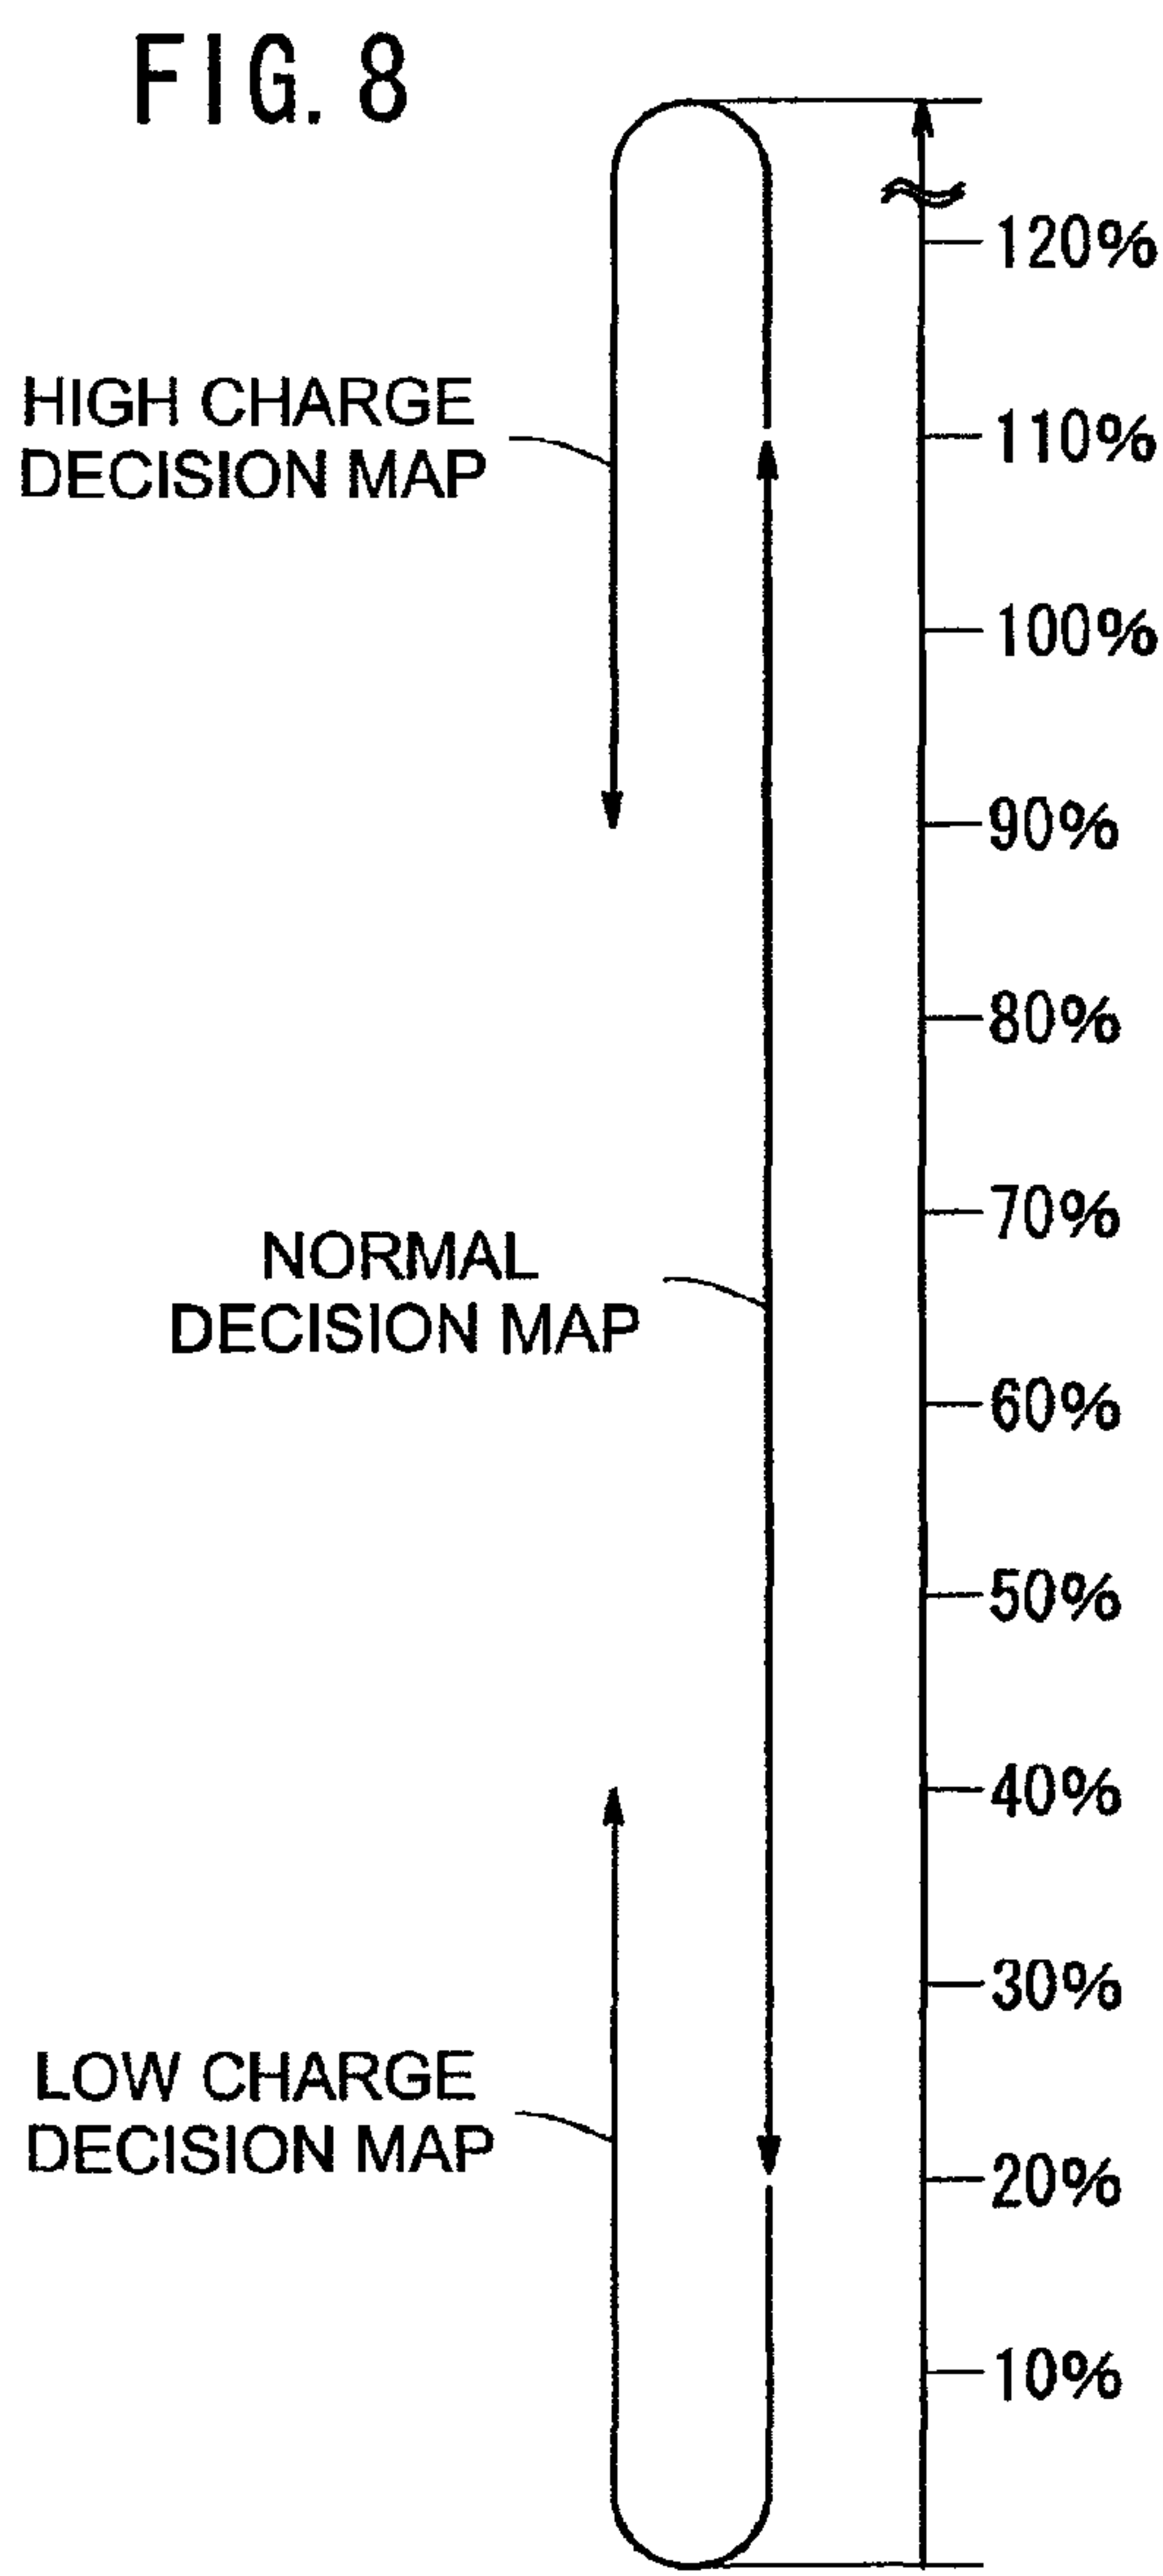 FIG. 8
120%
HIGH CHARGE
DECISION MAP
110%
100%
90%
80%
70%
NORMAL
DECISION MAP
60%
50%
40%
30%
LOW CHARGE
DECISION MAP
20%
10%